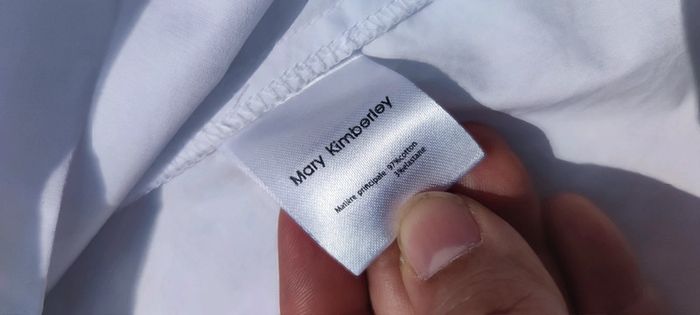 Mary Kimberley
Matière principale 97%cotton
3%elastane